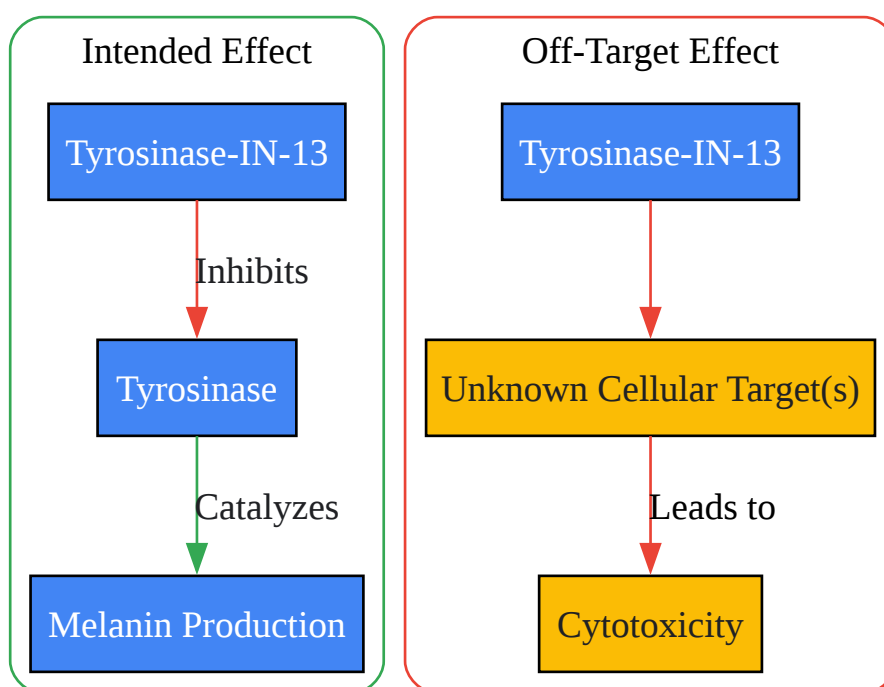 Intended Effect
Tyrosinase-IN-13
Inhibits
Tyrosinase
Catalyzes
Melanin Production
Off-Target Effect
Tyrosinase-IN-13
Unknown Cellular Target(s)
Leads to
Cytotoxicity